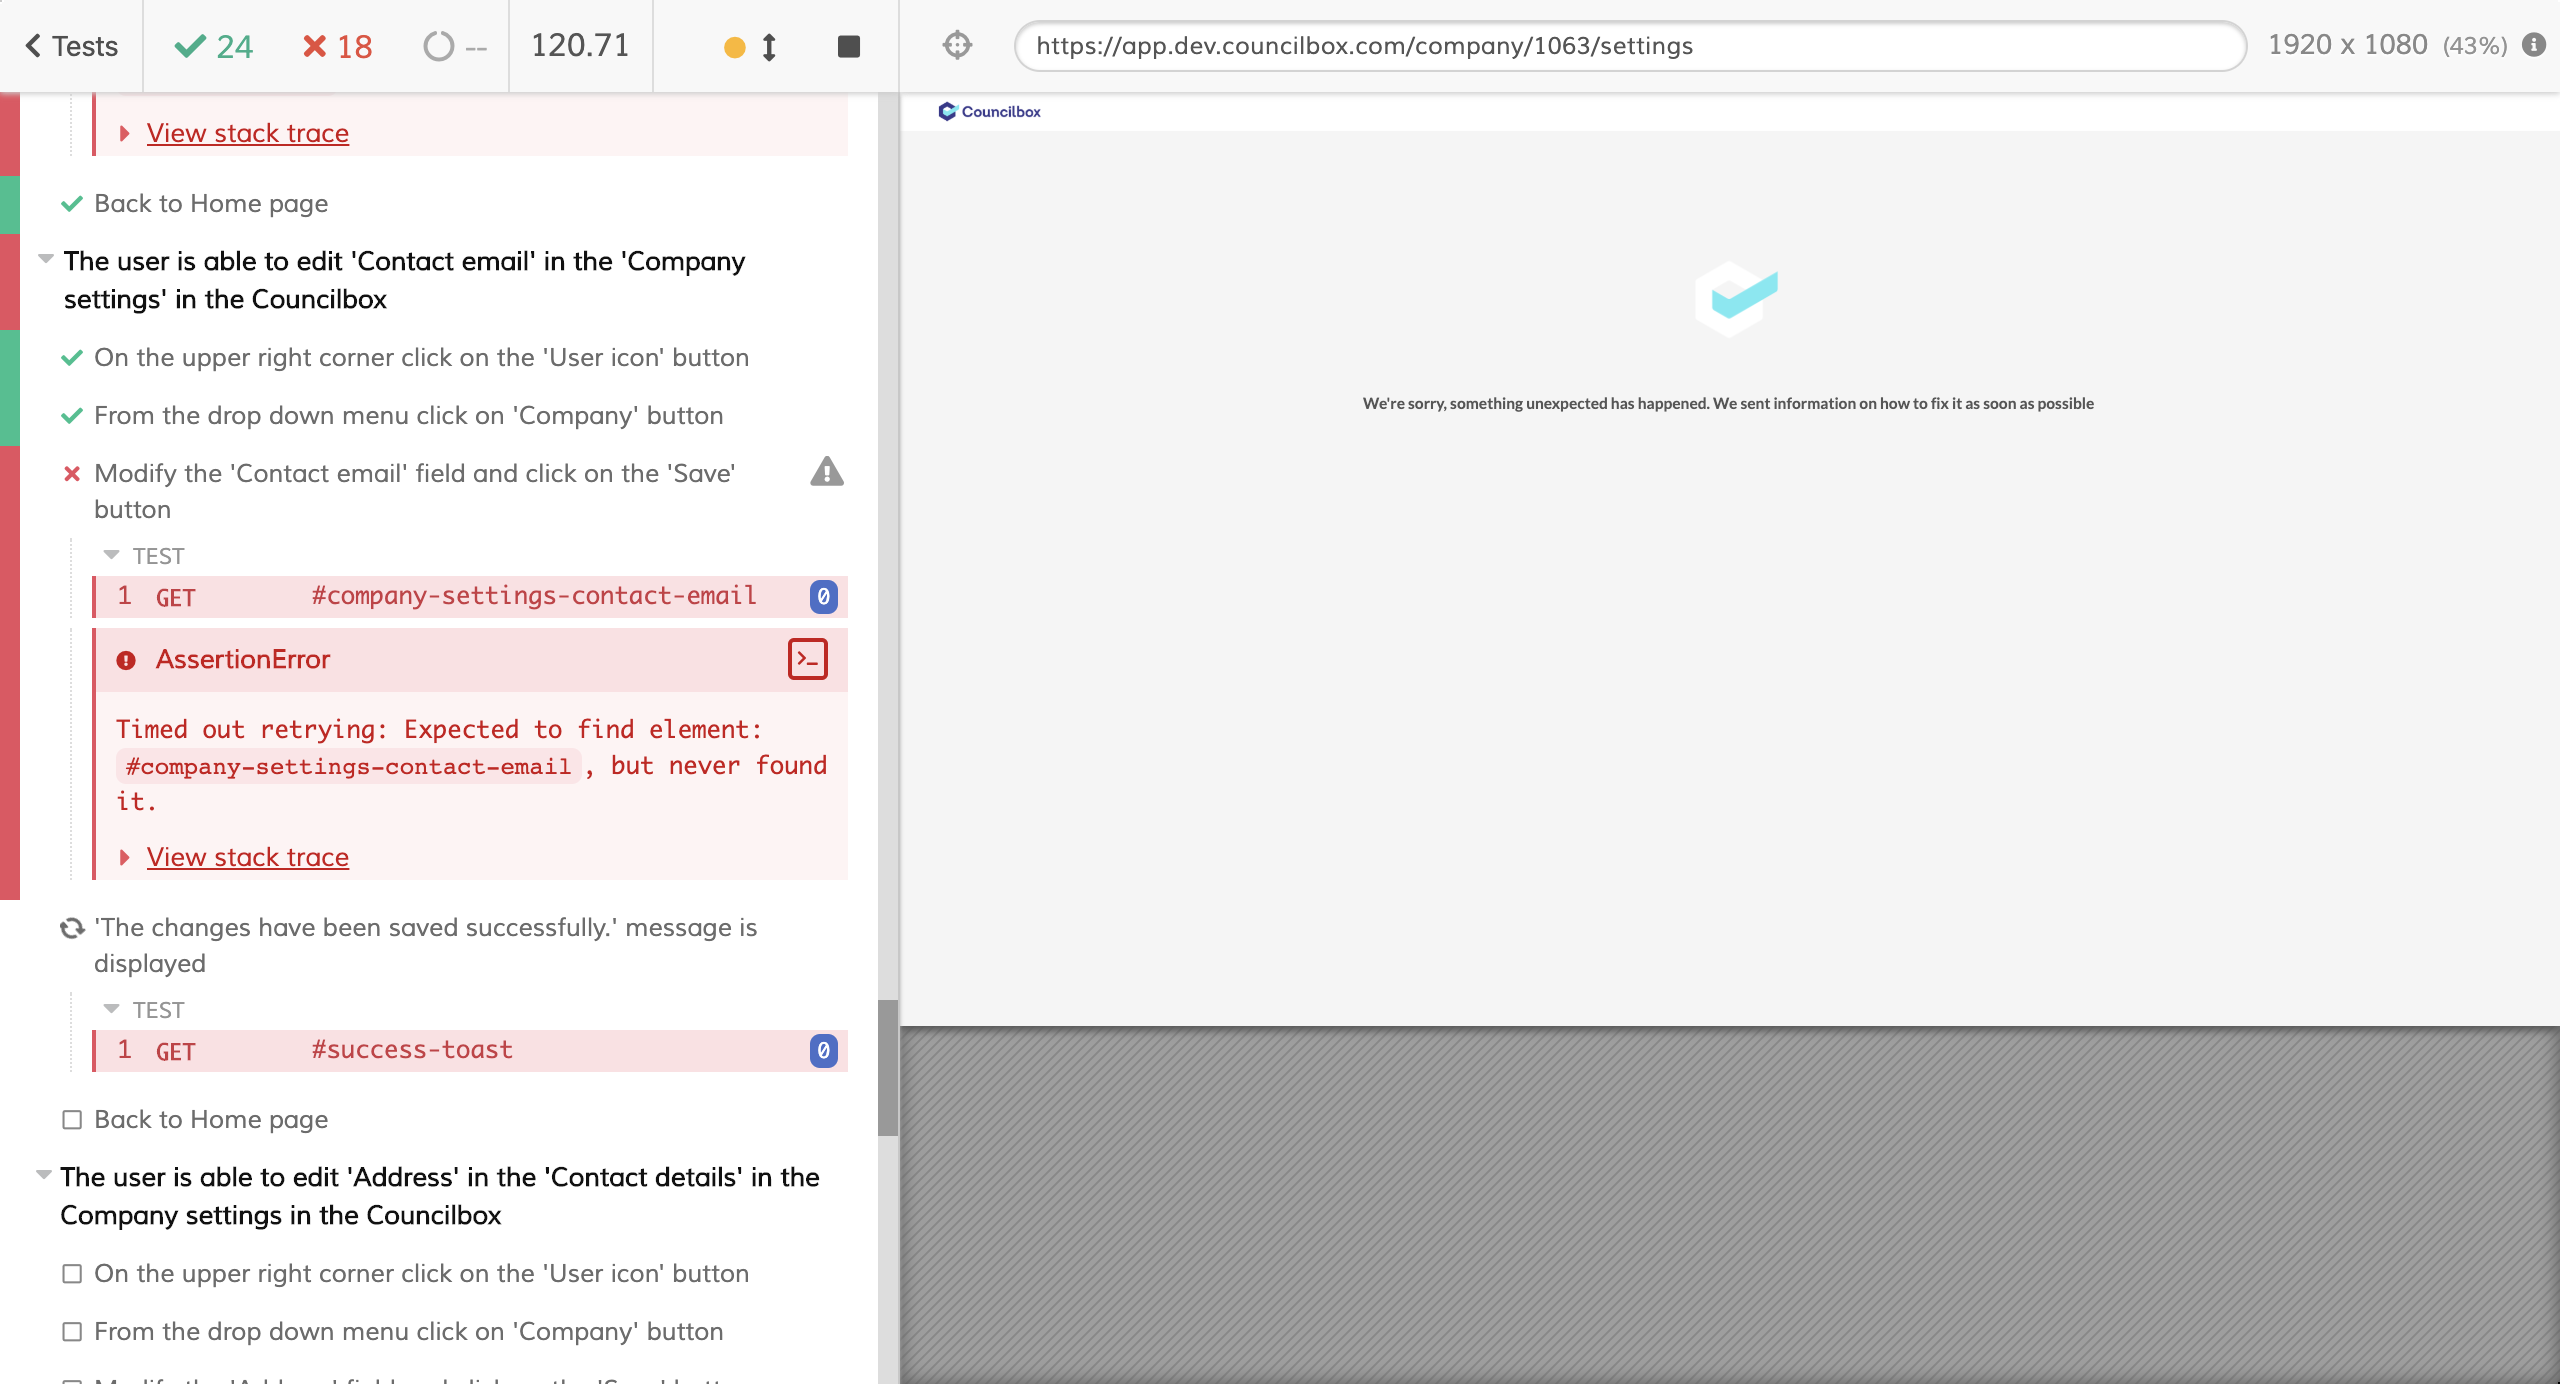 Tests
24
18
--
120.71
https://app.dev.councilbox.com/company/1063/settings
1920 x 1080 (43%)
View stack trace
Back to Home page
The user is able to edit 'Contact email' in the 'Company
settings' in the Councilbox
On the upper right corner click on the 'User icon' button
From the drop down menu click on 'Company' button
Modify the 'Contact email' field and click on the 'Save'
button
TEST
1 GET #company-settings-contact-email 0
AssertionError
Timed out retrying: Expected to find element:
#company-settings-contact-email, but never found
it.
View stack trace
'The changes have been saved successfully.' message is
displayed
TEST
1 GET #success-toast 0
Back to Home page
The user is able to edit 'Address' in the 'Contact details' in the
Company settings in the Councilbox
On the upper right corner click on the 'User icon' button
From the drop down menu click on 'Company' button
Councilbox
We're sorry, something unexpected has happened. We sent information on how to fix it as soon as possible